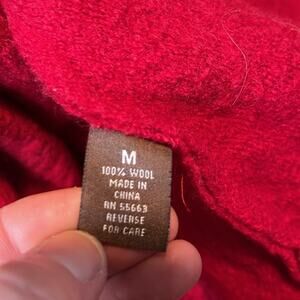 M
100% WOOL
MADE IN
CHINA
RN 55663
REVERSE
FOR CARE